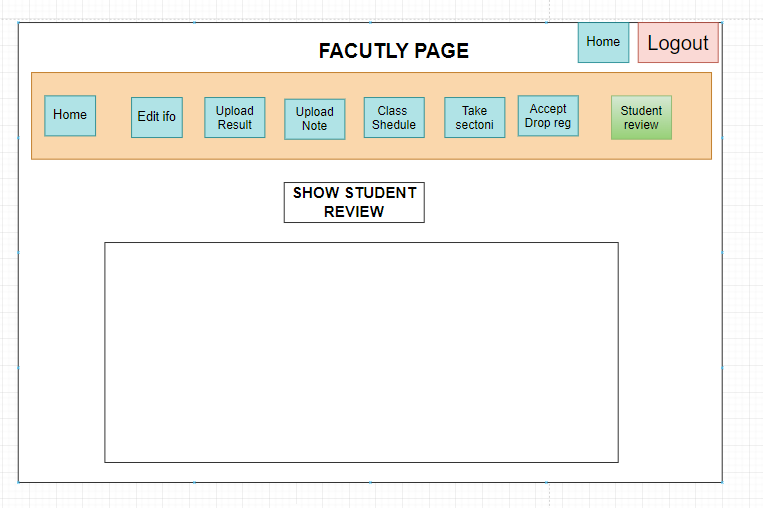 FACUTLY PAGE
Home
Logout
Home
Edit ifo
Upload
Result
Upload
Note
Class
Shedule
Take
sectoni
Accept
Drop reg
Student
review
SHOW STUDENT
REVIEW